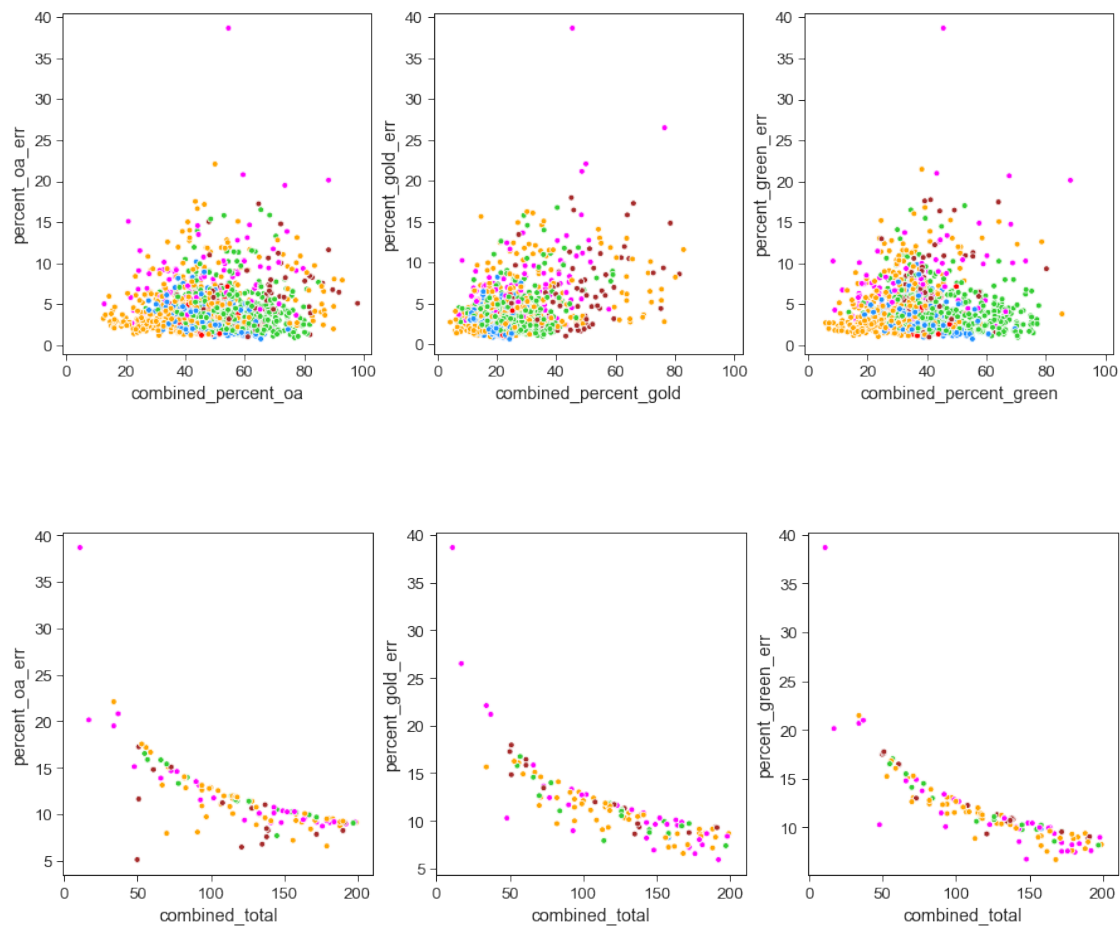 40
35
30
25
20
15
10
5
0
percent_oa_err
0 20 40 60 80 100
combined_percent_oa
40
35
30
25
20
15
10
5
0
percent_gold_err
0 20 40 60 80 100
combined_percent_gold
40
35
30
25
20
15
10
5
0
percent_green_err
0 20 40 60 80 100
combined_percent_green
40
35
30
25
20
15
10
5
percent_oa_err
0 50 100 150 200
combined_total
40
35
30
25
20
15
10
5
percent_gold_err
0 50 100 150 200
combined_total
40
35
30
25
20
15
10
percent_green_err
0 50 100 150 200
combined_total